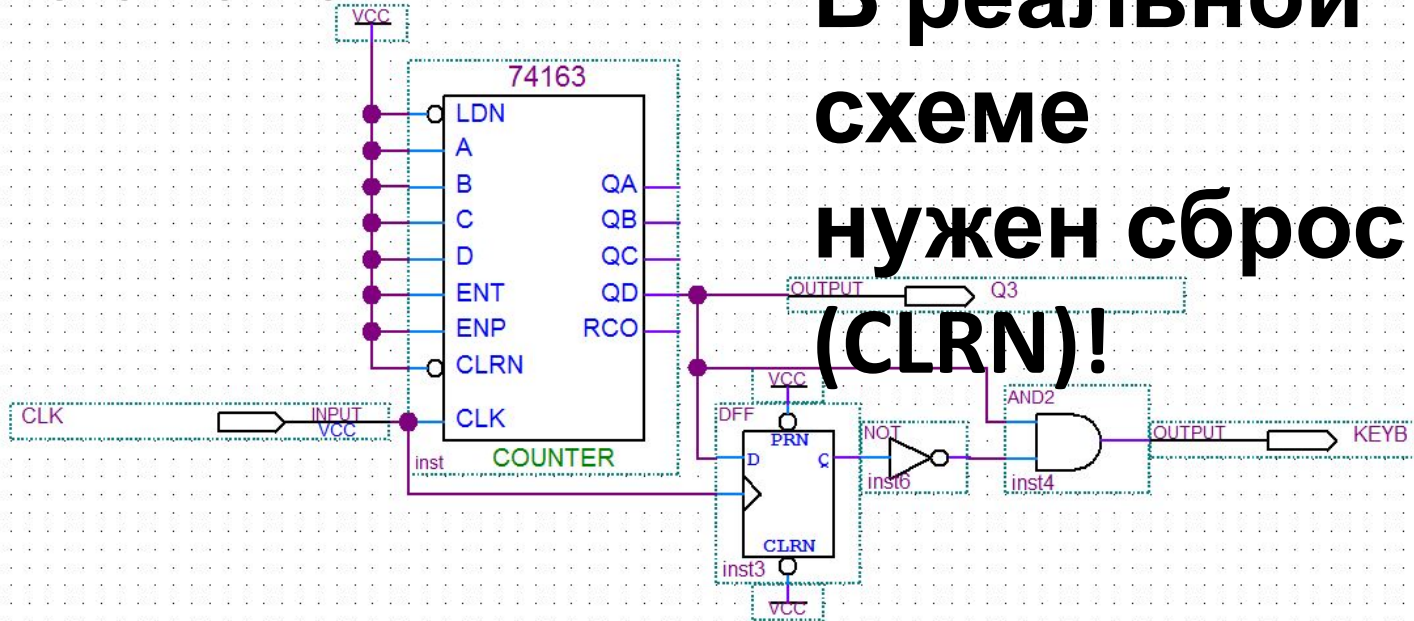 В реальной
схеме
нужен сброс
(CLRN)!
VCC
74163
LDN
A
B
C
D
ENT
ENP
CLRN
CLK
QA
QB
QC
QD
RCO
inst
COUNTER
CLK
INPUT
VCC
OUTPUT
Q3
VCC
DFF
PRN
D
Q
CLRN
inst3
VCC
NOT
inst6
AND2
inst4
OUTPUT
KEYB